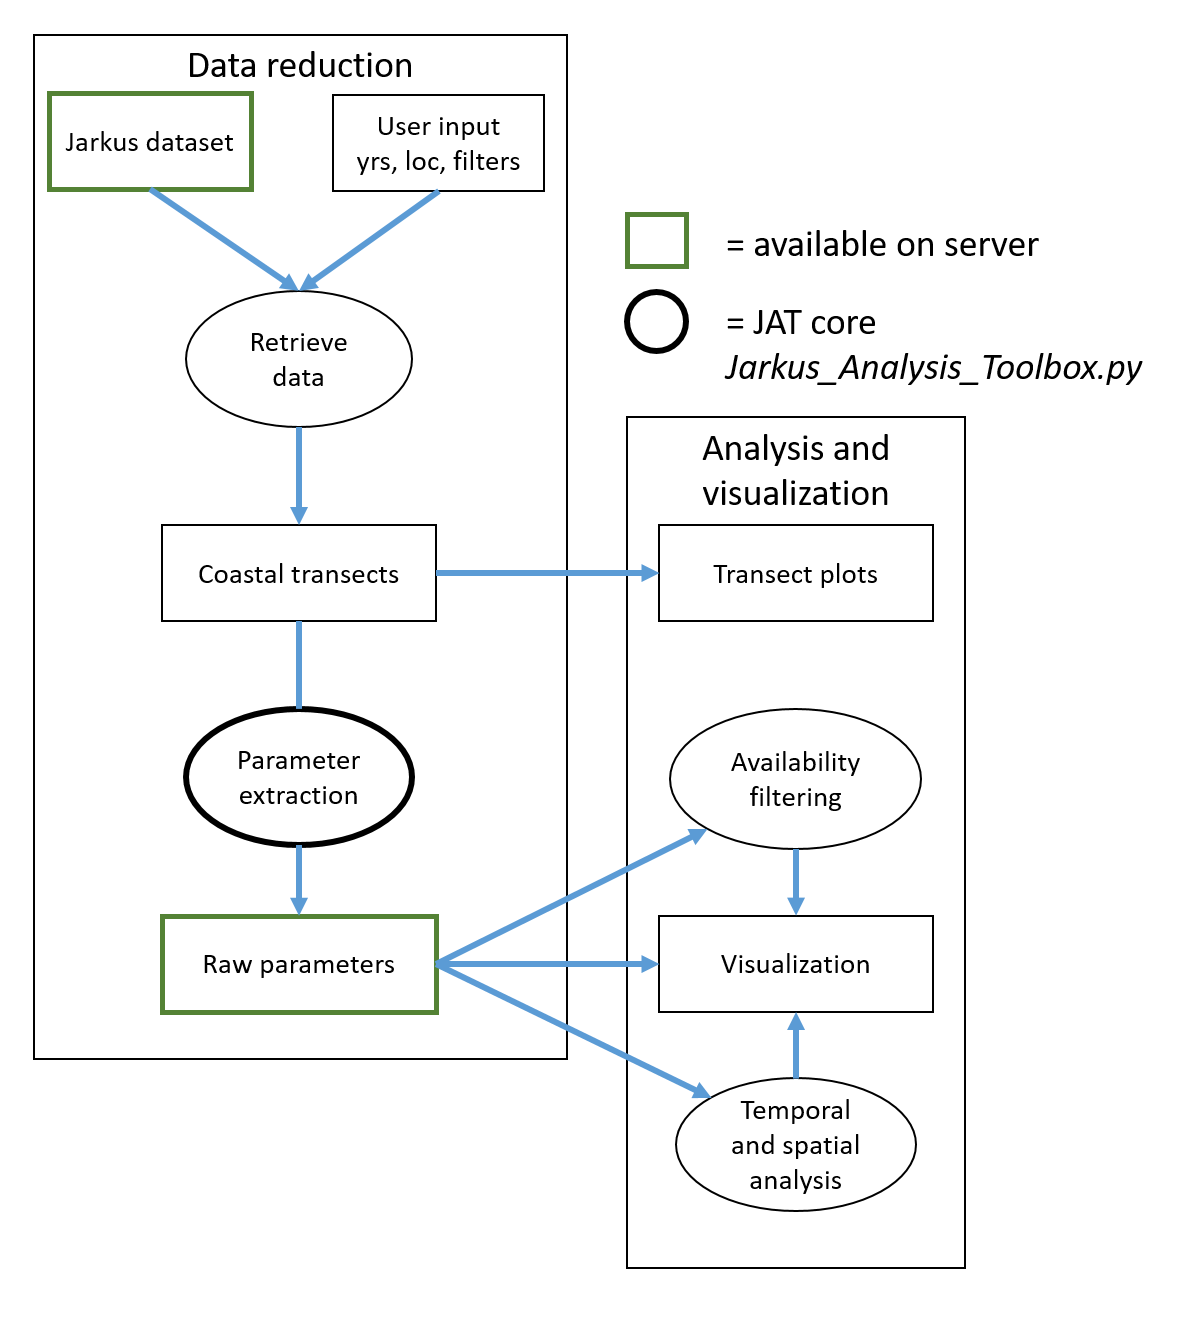 Data reduction
Jarkus dataset
User input
yrs, loc, filters
Retrieve
data
Coastal transects
Parameter
extraction
Raw parameters
= available on server
= JAT core
Jarkus_Analysis_Toolbox.py
Analysis and
visualization
Transect plots
Availability
filtering
Visualization
Temporal
and spatial
analysis